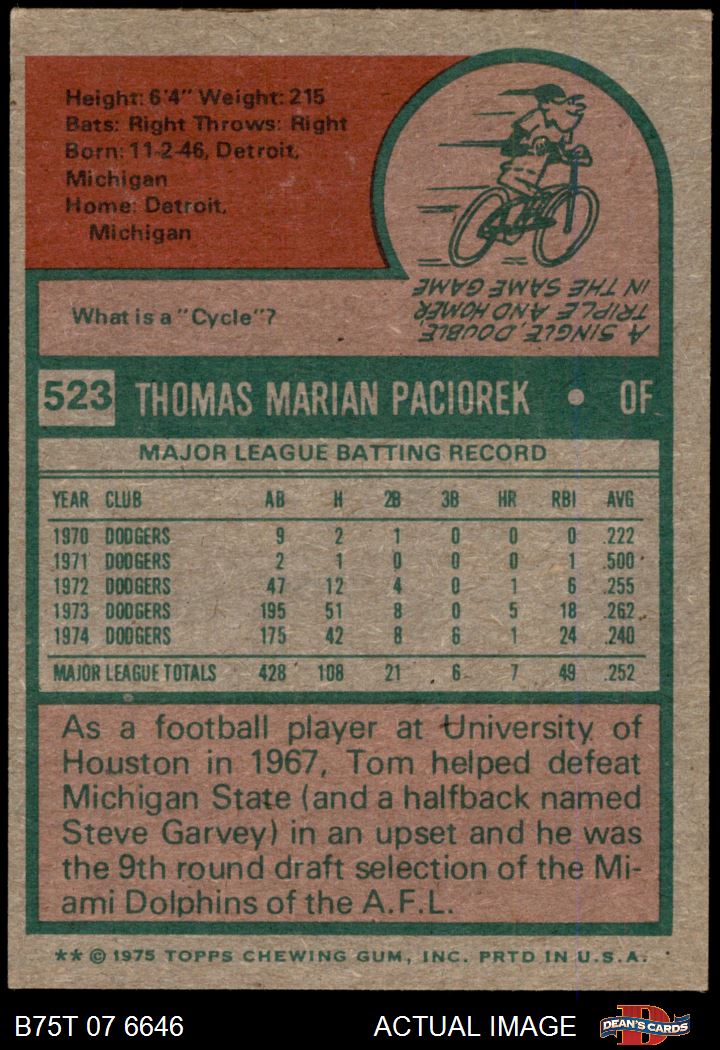 Height: 6'4" Weight: 215
Bats: Right Throws: Right
Born: 11-2-46, Detroit,
Michigan
Home: Detroit,
Michigan
What is a "Cycle"?
A SINGLE, DOUBLE,
TRIPLE AND HOMER
IN THE SAME GAME
523 THOMAS MARIAN PACIOREK • OF
MAJOR LEAGUE BATTING RECORD
YEAR CLUB AB H 2B 3B HR RBI AVG
1970 DODGERS 9 2 1 0 0 0 .222
1971 DODGERS 2 1 0 0 0 1 .500
1972 DODGERS 47 12 4 0 1 6 .255
1973 DODGERS 195 51 8 0 5 18 .262
1974 DODGERS 175 42 8 6 1 24 .240
MAJOR LEAGUE TOTALS 428 108 21 6 7 49 .252
As a football player at University of
Houston in 1967, Tom helped defeat
Michigan State (and a halfback named
Steve Garvey) in an upset and he was
the 9th round draft selection of the Mi-
ami Dolphins of the A.F.L.
** © 1975 TOPPS CHEWING GUM, INC. PRTD IN U.S.A.
B75T 07 6646 ACTUAL IMAGE DEAN'S CARDS